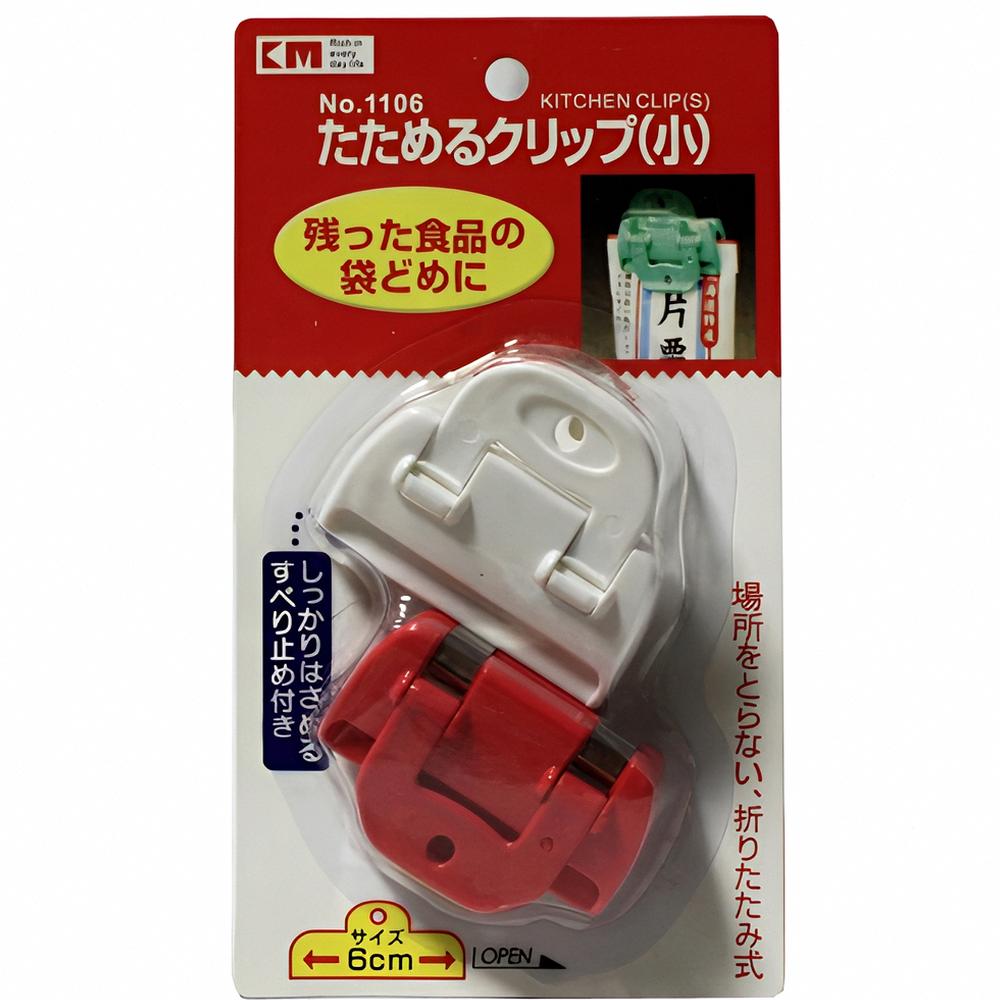 KM
No.1106
KITCHEN CLIP(S)
たためるクリップ(小)
残った食品の
袋どめに
片栗
しっかりはさめる
すべり止め付き
場所をとらない、折りたたみ式
サイズ
6cm
OPEN